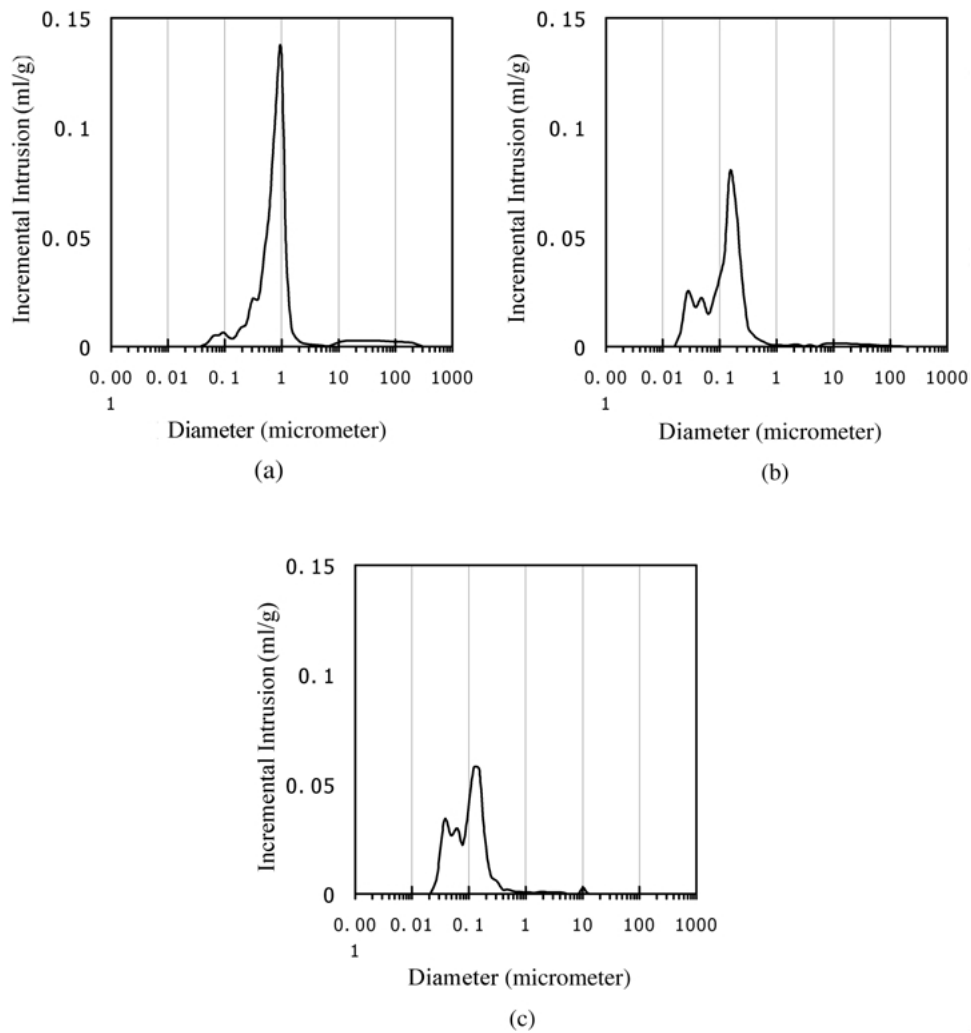 0.15
0.1
0.05
0
Incremental Intrusion (ml/g)
0.00 0.01 0.1 1 10 100 1000
1
Diameter (micrometer)
(a)
0.15
0.1
0.05
0
Incremental Intrusion (ml/g)
0.00 0.01 0.1 1 10 100 1000
1
Diameter (micrometer)
(b)
0.15
0.1
0.05
0
Incremental Intrusion (ml/g)
0.00 0.01 0.1 1 10 100 1000
1
Diameter (micrometer)
(c)